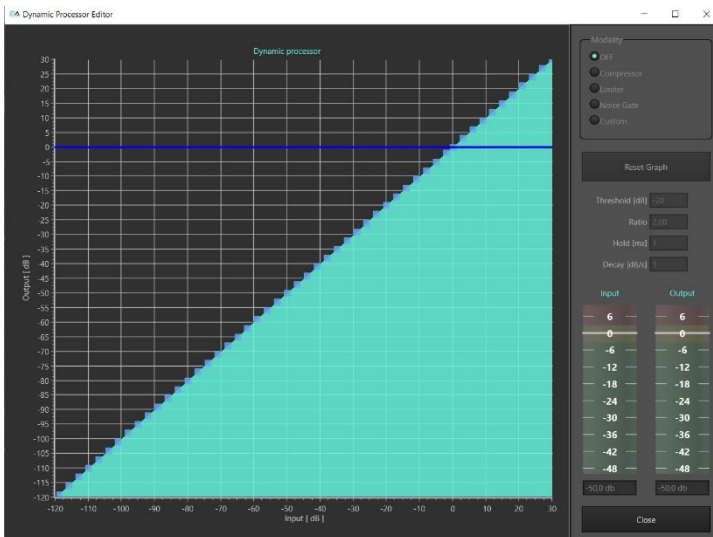 Dynamic Processor Editor
Dynamic processor
Output [ dB ]
30
25
20
15
10
5
0
-5
-10
-15
-20
-25
-30
-35
-40
-45
-50
-55
-60
-65
-70
-75
-80
-85
-90
-95
-100
-105
-110
-115
-120
-120 -110 -100 -90 -80 -70 -60 -50 -40 -30 -20 -10 0 10 20 30
Input [ dB ]
Modality
OFF
Compressor
Limiter
Noise Gate
Custom
Reset Graph
Threshold [dB] -20
Ratio 2,00
Hold [ms] 1
Decay [dB/s] 1
Input Output
6 6
0 0
-6 -6
-12 -12
-18 -18
-24 -24
-30 -30
-36 -36
-42 -42
-48 -48
-50,0 db -50,0 db
Close